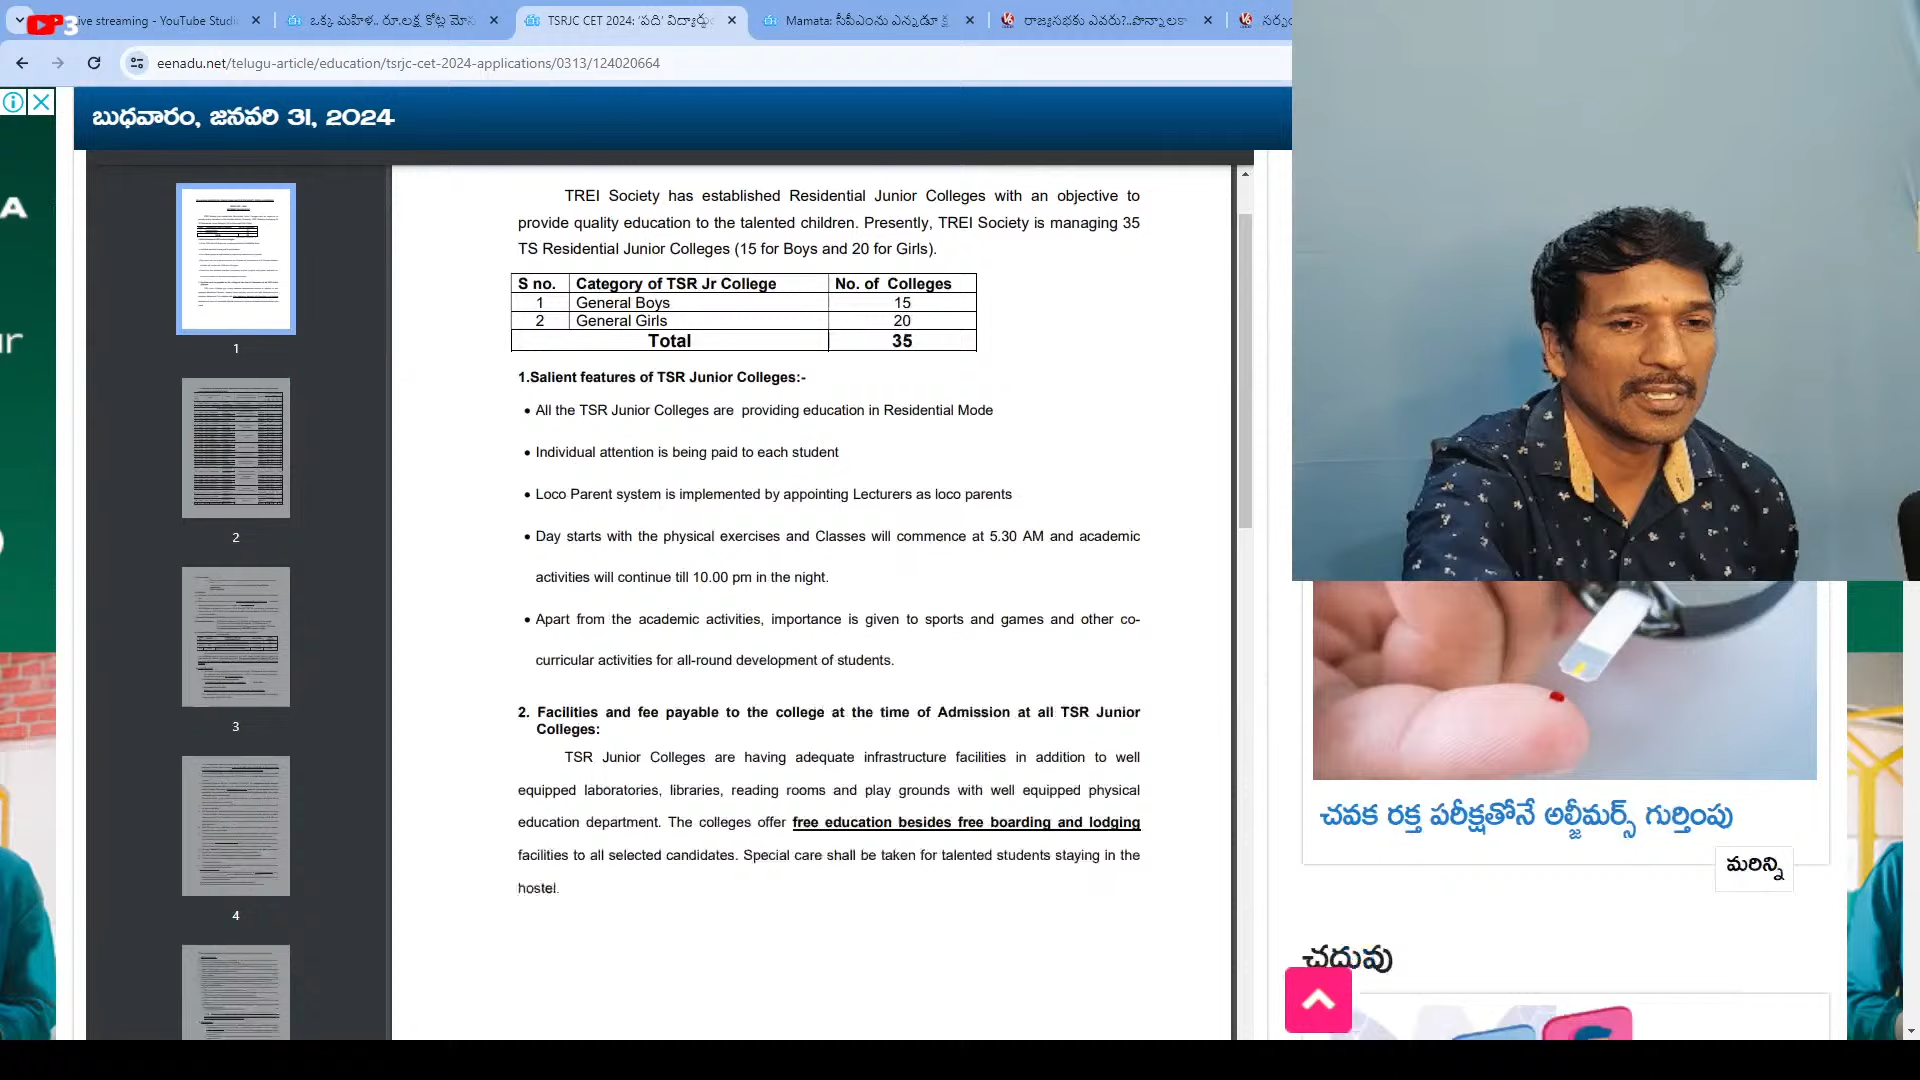 3
ive streaming - YouTube Studi
ఒక్క మహిళ.. రూ.లక్ష కోట్ల మోస
TSRJC CET 2024: ‘పది’ విద్యార్థుల
Mamata: సీపీఎంను ఎన్నడూ క్ష
రాజ్యసభకు ఎవరు?..పొన్నాలకా
సర్పం
eenadu.net/telugu-article/education/tsrjc-cet-2024-applications/0313/124020664
బుధవారం, జనవరి 31, 2024
A
ur
TREI Society has established Residential Junior Colleges with an objective to
provide quality education to the talented children. Presently, TREI Society is managing 35
TS Residential Junior Colleges (15 for Boys and 20 for Girls).
S no. Category of TSR Jr College No. of Colleges
1 General Boys 15
2 General Girls 20
Total 35
1.Salient features of TSR Junior Colleges:-
• All the TSR Junior Colleges are providing education in Residential Mode
• Individual attention is being paid to each student
• Loco Parent system is implemented by appointing Lecturers as loco parents
• Day starts with the physical exercises and Classes will commence at 5.30 AM and academic
activities will continue till 10.00 pm in the night.
• Apart from the academic activities, importance is given to sports and games and other co-
curricular activities for all-round development of students.
2. Facilities and fee payable to the college at the time of Admission at all TSR Junior
Colleges:
TSR Junior Colleges are having adequate infrastructure facilities in addition to well
equipped laboratories, libraries, reading rooms and play grounds with well equipped physical
education department. The colleges offer free education besides free boarding and lodging
facilities to all selected candidates. Special care shall be taken for talented students staying in the
hostel.
1
2
3
4
చవక రక్త పరీక్షతోనే అల్జీమర్స్ గుర్తింపు
మరిన్ని
చదువు